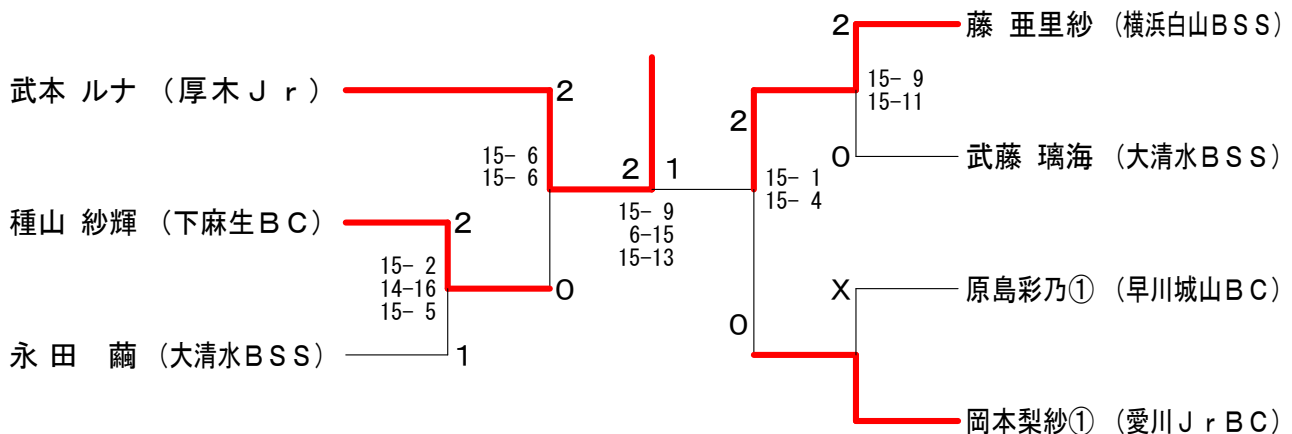 武本 ルナ （厚木Ｊｒ）
2
15- 6
15- 6
種山 紗輝 （下麻生ＢＣ）
2
15- 2
14-16
15- 5
0
永田 繭 （大清水ＢＳＳ）
1
2 1
15- 9
6-15
15-13
2
藤 亜里紗 （横浜白山ＢＳＳ）
15- 9
15-11
2
0
武藤 璃海 （大清水ＢＳＳ）
15- 1
15- 4
X
原島彩乃① （早川城山ＢＣ）
0
岡本梨紗① （愛川ＪｒＢＣ）